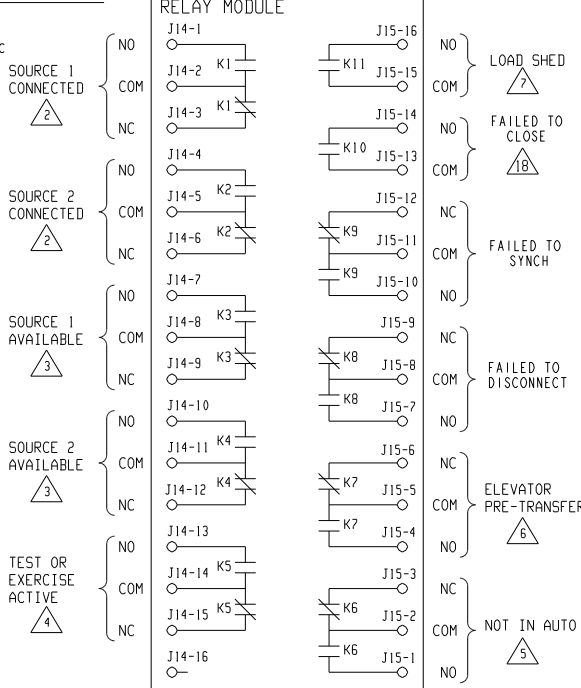 RELAY MODULE
C
SOURCE 1
CONNECTED
2
NO
COM
NC
J14-1
J14-2
J14-3
K1
K1
SOURCE 2
CONNECTED
2
NO
COM
NC
J14-4
J14-5
J14-6
K2
K2
SOURCE 1
AVAILABLE
3
NO
COM
NC
J14-7
J14-8
J14-9
K3
K3
SOURCE 2
AVAILABLE
3
NO
COM
NC
J14-10
J14-11
J14-12
K4
K4
TEST OR
EXERCISE
ACTIVE
4
NO
COM
NC
J14-13
J14-14
J14-15
K5
K5
J14-16
K11
J15-16
J15-15
NO
COM
LOAD SHED
7
K10
J15-14
J15-13
NO
COM
FAILED TO
CLOSE
18
K9
K9
J15-12
J15-11
J15-10
NC
COM
NO
FAILED TO
SYNCH
K8
K8
J15-9
J15-8
J15-7
NC
COM
NO
FAILED TO
DISCONNECT
K7
K7
J15-6
J15-5
J15-4
NC
COM
NO
ELEVATOR
PRE-TRANSFER
6
K6
K6
J15-3
J15-2
J15-1
NC
COM
NO
NOT IN AUTO
5